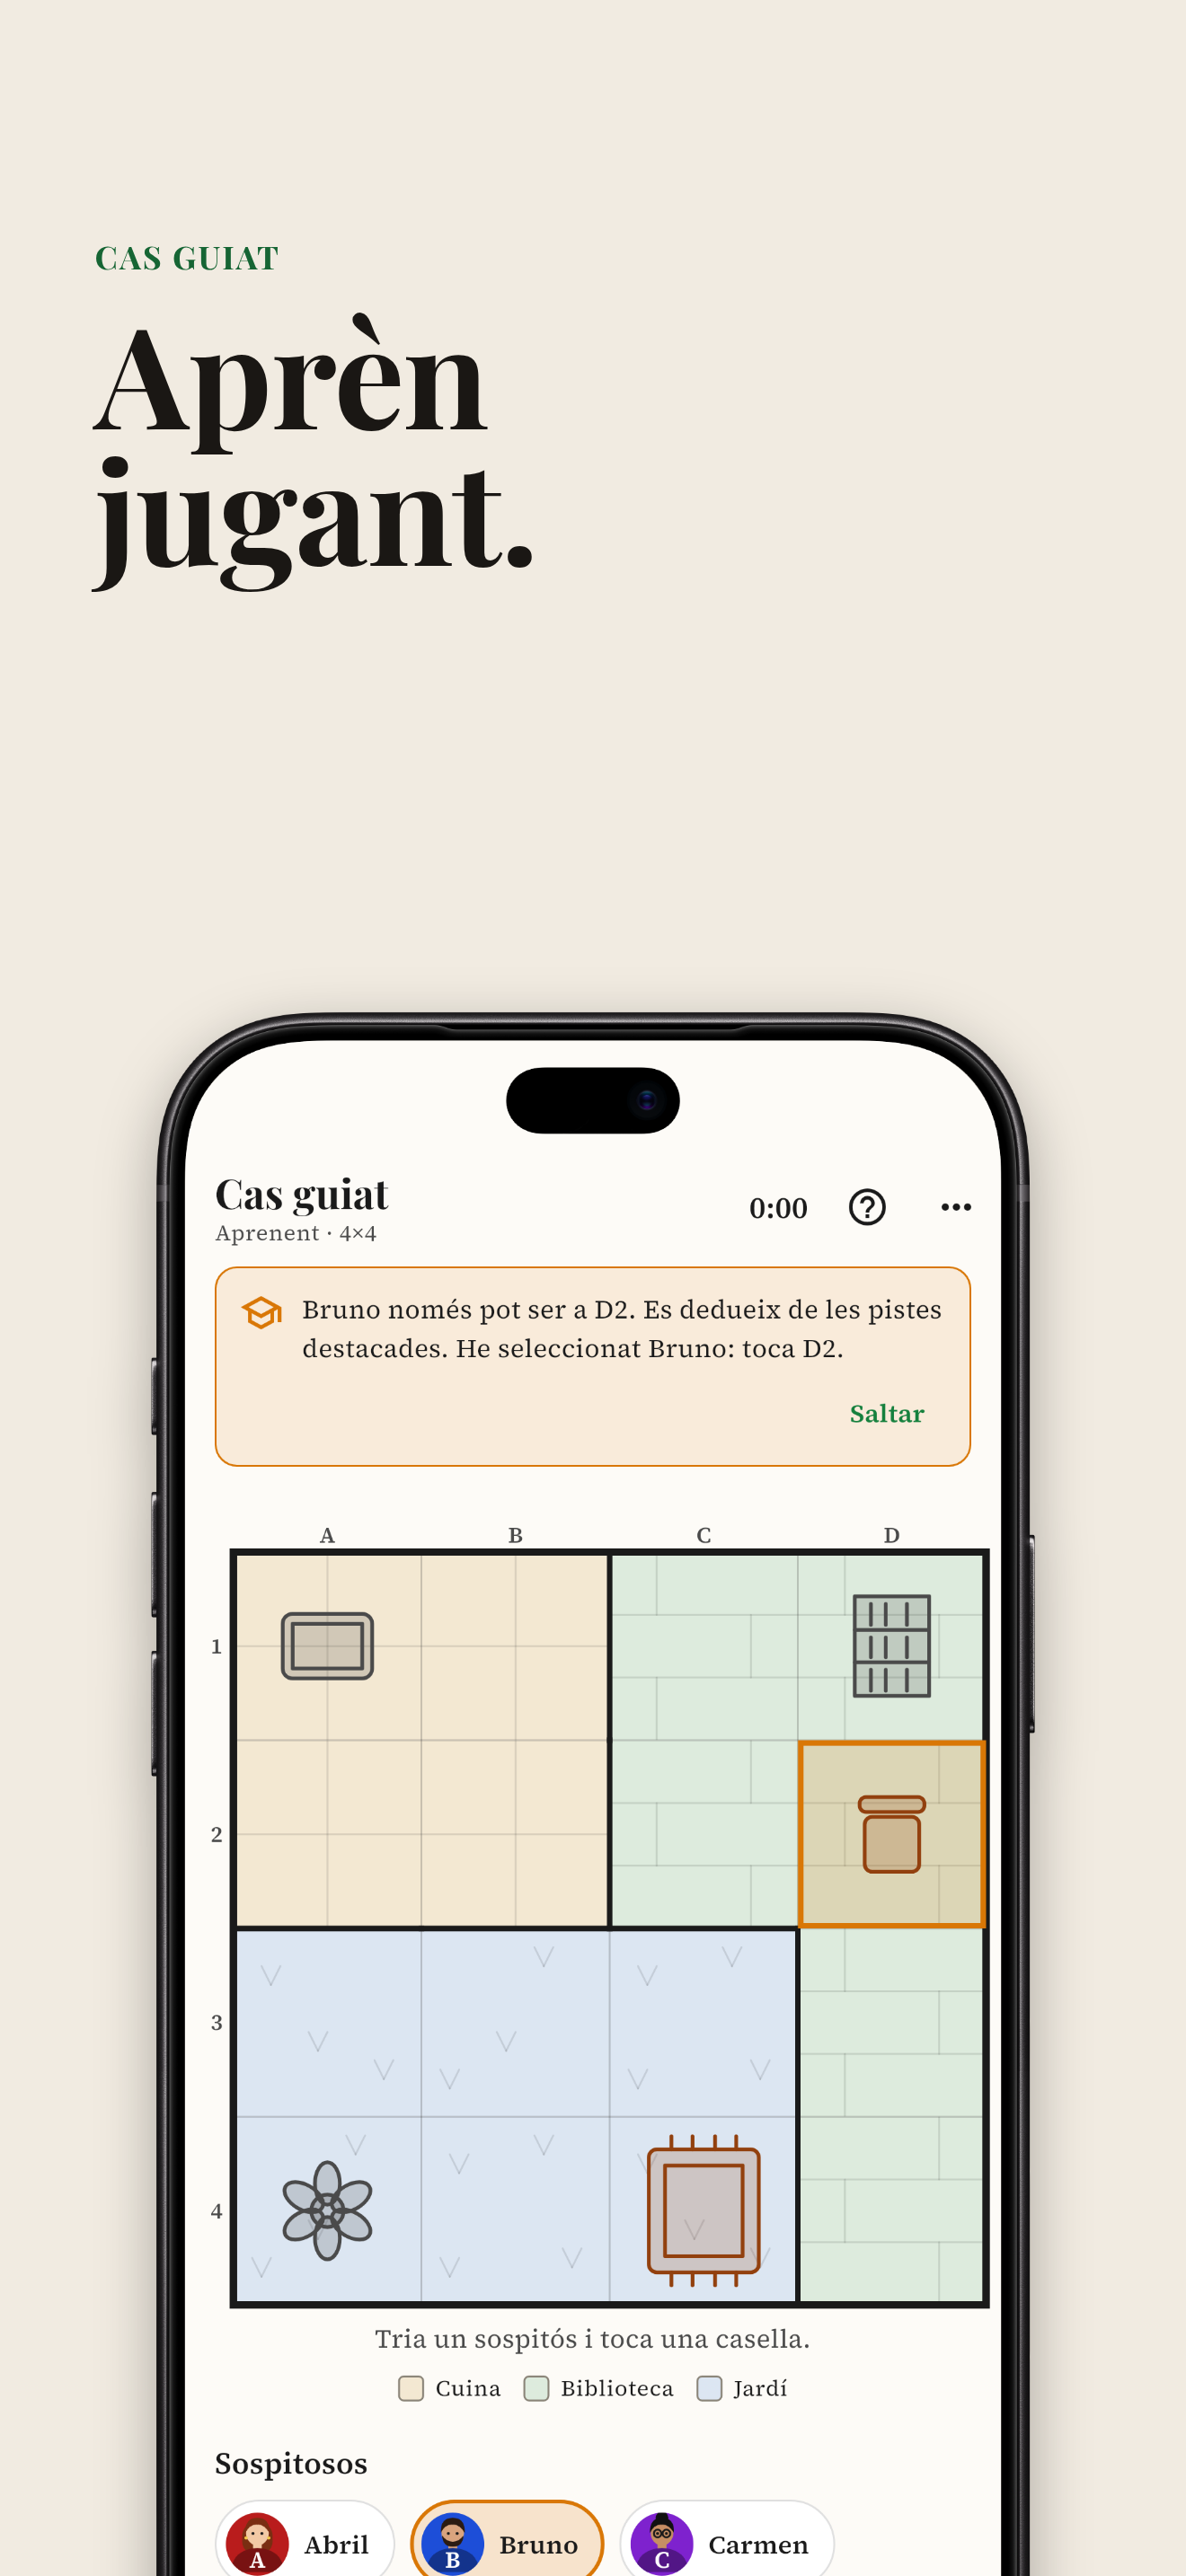 CAS GUIAT
Aprèn
jugant.
Cas guiat
Aprenent · 4×4
0:00
Bruno només pot ser a D2. Es dedueix de les pistes
destacades. He seleccionat Bruno: toca D2.
Saltar
A B C D
1
2
3
4
Tria un sospitós i toca una casella.
Cuina Biblioteca Jardí
Sospitosos
A Abril B Bruno C Carmen